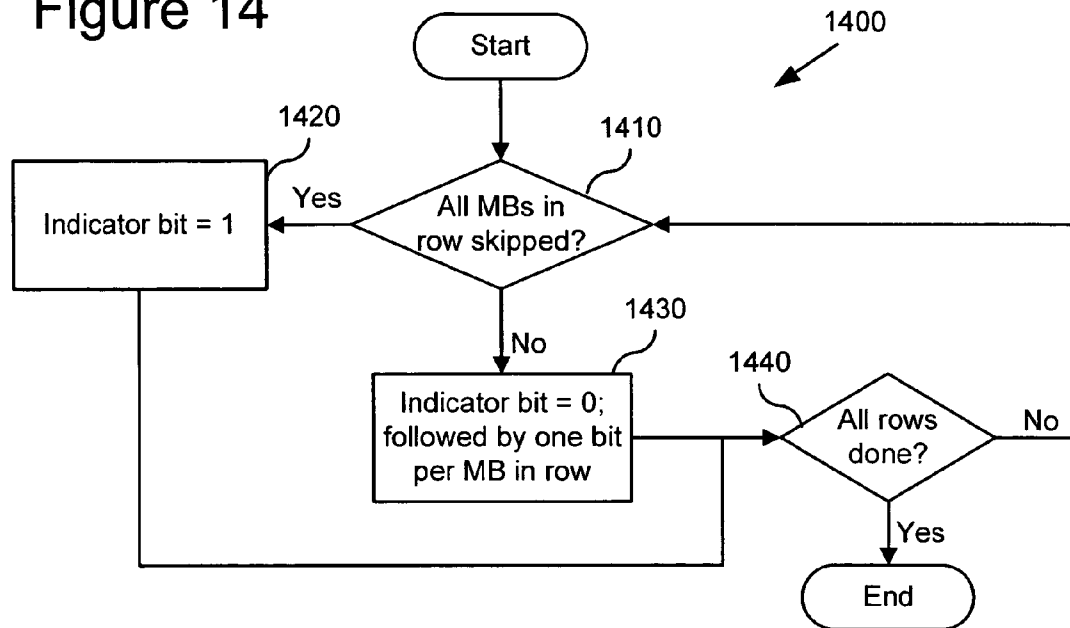 Figure 14
Start
1400
1420
1410
Indicator bit = 1
Yes
All MBs in
row skipped?
No
1430
1440
Indicator bit = 0;
followed by one bit
per MB in row
All rows
done?
No
Yes
End